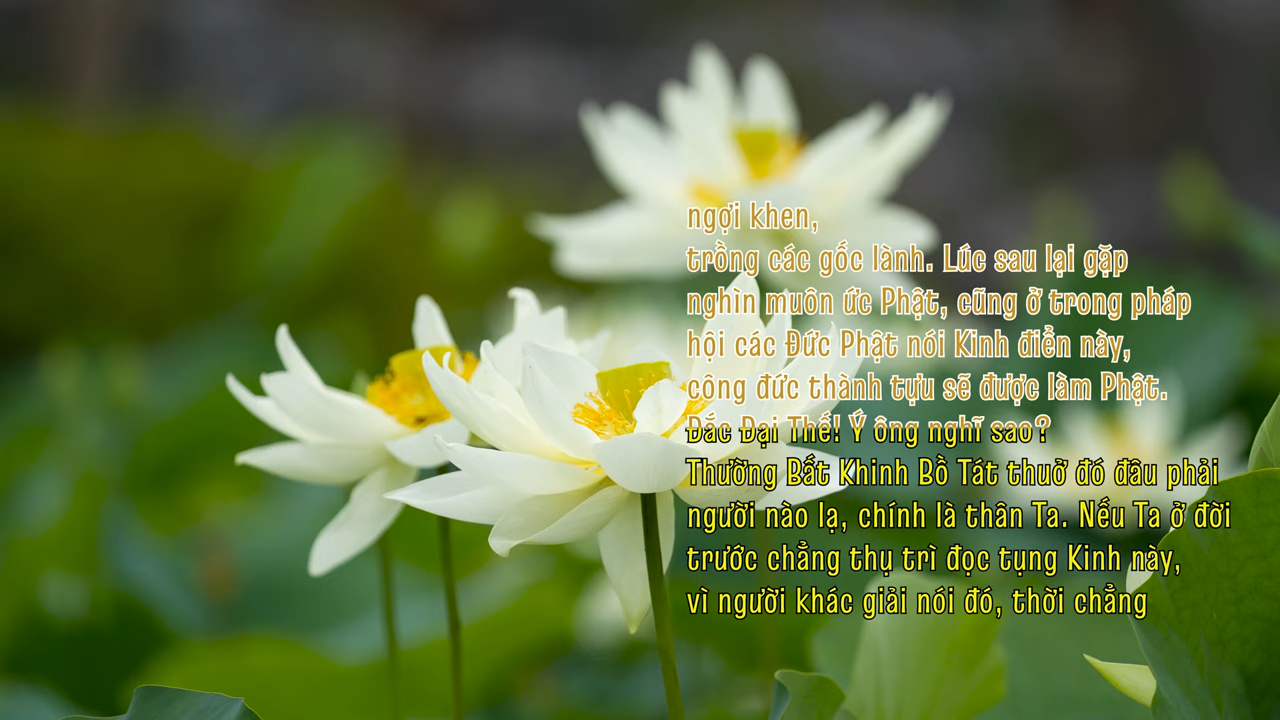 ngợi khen,
trồng các gốc lành. Lúc sau lại gặp
nghìn muôn ức Phật, cũng ở trong pháp
hội các Đức Phật nói Kinh điển này,
công đức thành tựu sẽ được làm Phật.
Đắc Đại Thế! Ý ông nghĩ sao?
Thường Bất Khinh Bồ Tát thuở đó đâu phải
người nào lạ, chính là thân Ta. Nếu Ta ở đời
trước chẳng thụ trì đọc tụng Kinh này,
vì người khác giải nói đó, thời chẳng